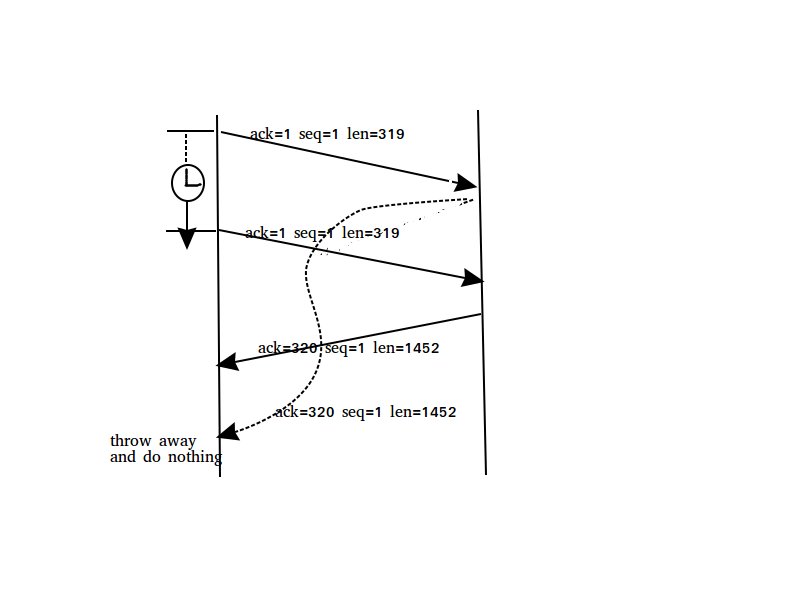 ack=1 seq=1 len=319
ack=1 seq=1 len=319
ack=320 seq=1 len=1452
ack=320 seq=1 len=1452
throw away
and do nothing